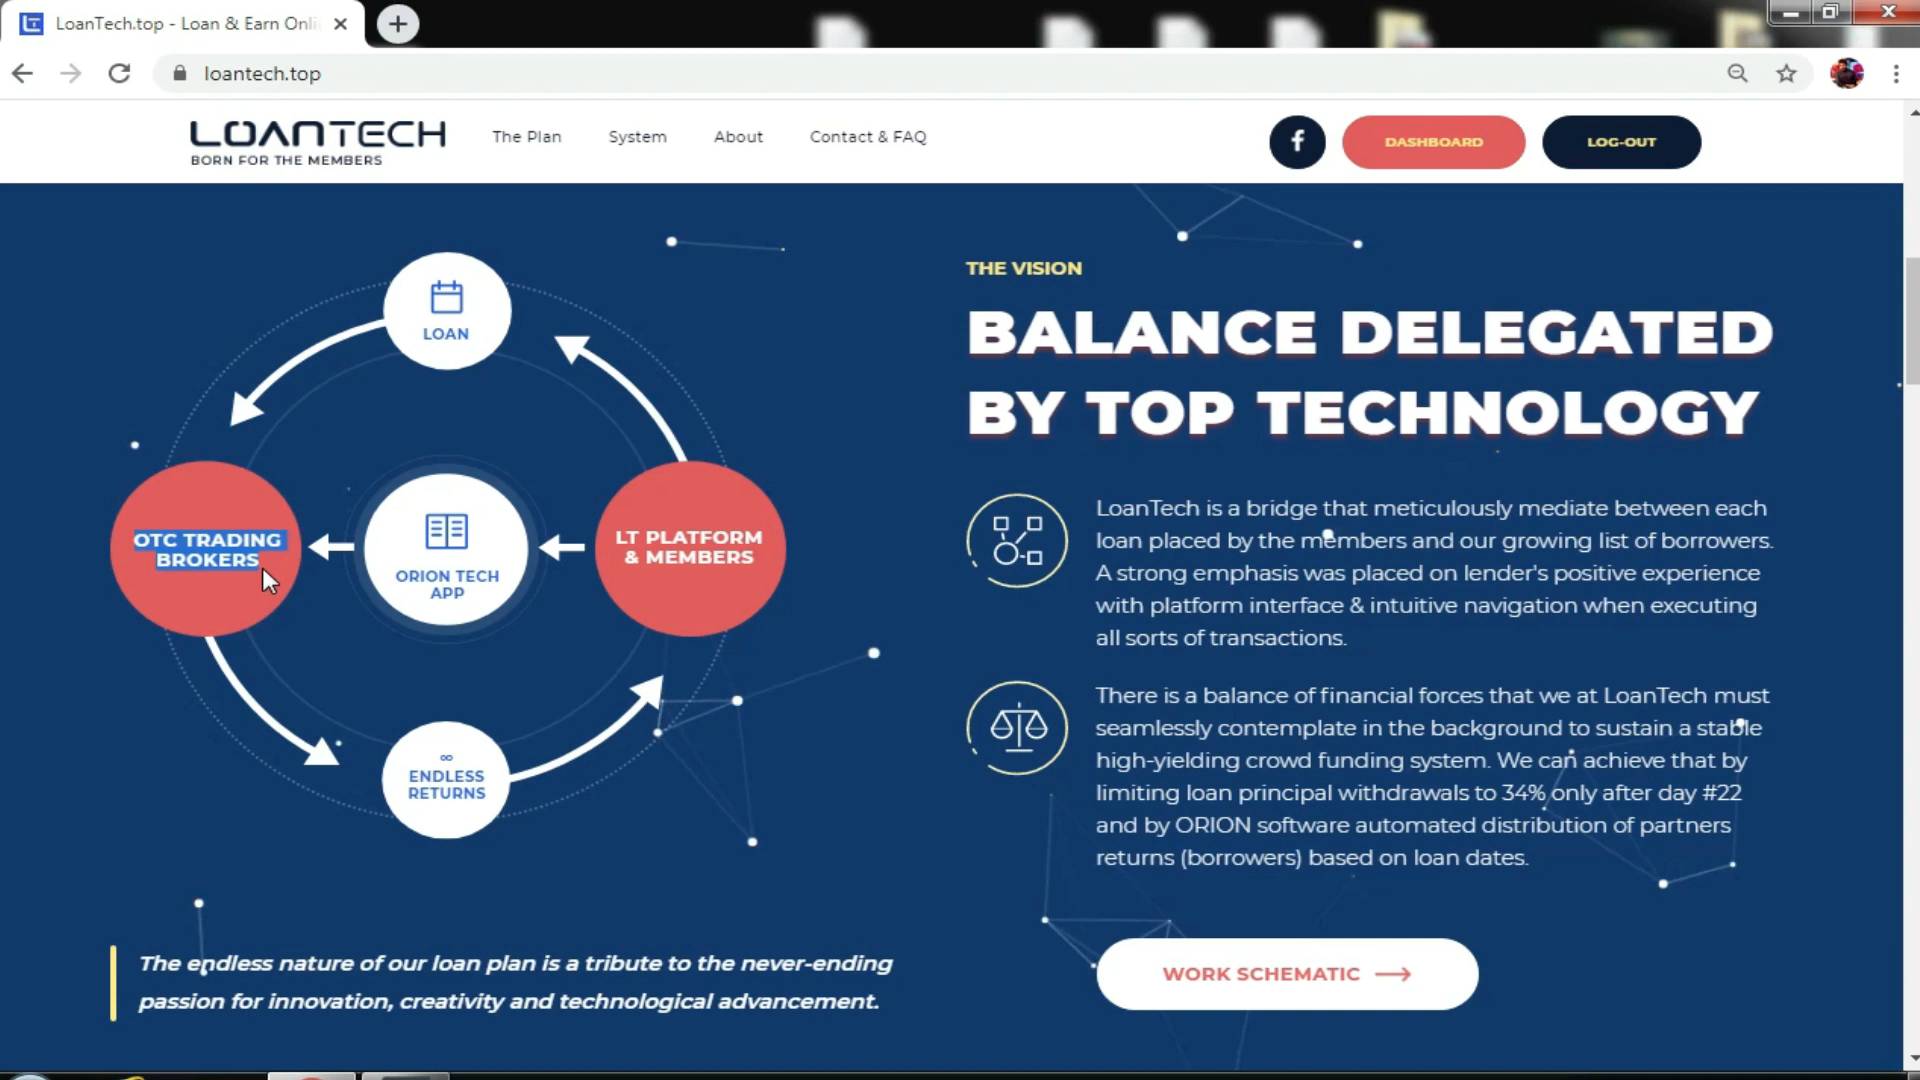 LoanTech.top - Loan & Earn Onli
loantech.top
LOANTECH
BORN FOR THE MEMBERS
The Plan
System
About
Contact & FAQ
DASHBOARD
LOG-OUT
LOAN
OTC TRADING
BROKERS
ORION TECH
APP
LT PLATFORM
& MEMBERS
∞
ENDLESS
RETURNS
The endless nature of our loan plan is a tribute to the never-ending
passion for innovation, creativity and technological advancement.
THE VISION
BALANCE DELEGATED
BY TOP TECHNOLOGY
LoanTech is a bridge that meticulously mediate between each
loan placed by the members and our growing list of borrowers.
A strong emphasis was placed on lender's positive experience
with platform interface & intuitive navigation when executing
all sorts of transactions.
There is a balance of financial forces that we at LoanTech must
seamlessly contemplate in the background to sustain a stable
high-yielding crowd funding system. We can achieve that by
limiting loan principal withdrawals to 34% only after day #22
and by ORION software automated distribution of partners
returns (borrowers) based on loan dates.
WORK SCHEMATIC